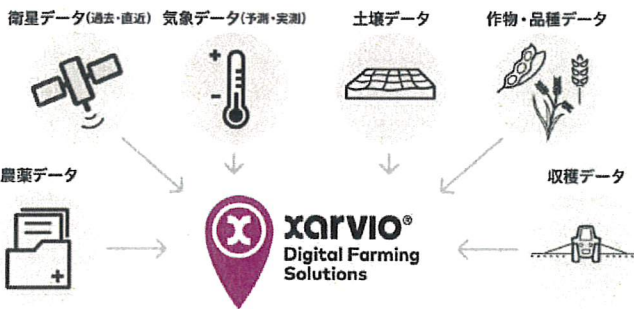 衛星データ(過去・直近)
気象データ(予測・実測)
土壌データ
作物・品種データ
農薬データ
収穫データ
xarvio®
Digital Farming
Solutions